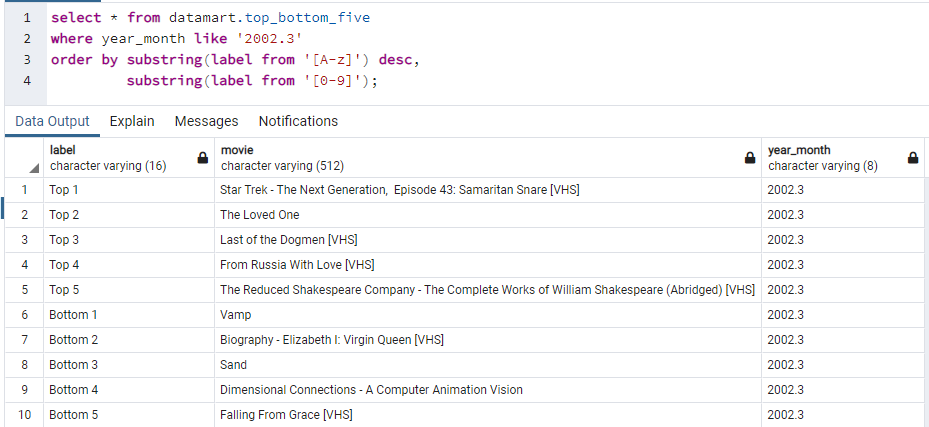 1 select * from datamart.top_bottom_five
2 where year_month like '2002.3'
3 order by substring(label from '[A-z]') desc,
4 substring(label from '[0-9]');
Data Output Explain Messages Notifications
label movie year_month
character varying (16) character varying (512) character varying (8)
1 Top 1 Star Trek - The Next Generation,  Episode 43: Samaritan Snare [VHS] 2002.3
2 Top 2 The Loved One 2002.3
3 Top 3 Last of the Dogmen [VHS] 2002.3
4 Top 4 From Russia With Love [VHS] 2002.3
5 Top 5 The Reduced Shakespeare Company - The Complete Works of William Shakespeare (Abridged) [VHS] 2002.3
6 Bottom 1 Vamp 2002.3
7 Bottom 2 Biography - Elizabeth I: Virgin Queen [VHS] 2002.3
8 Bottom 3 Sand 2002.3
9 Bottom 4 Dimensional Connections - A Computer Animation Vision 2002.3
10 Bottom 5 Falling From Grace [VHS] 2002.3